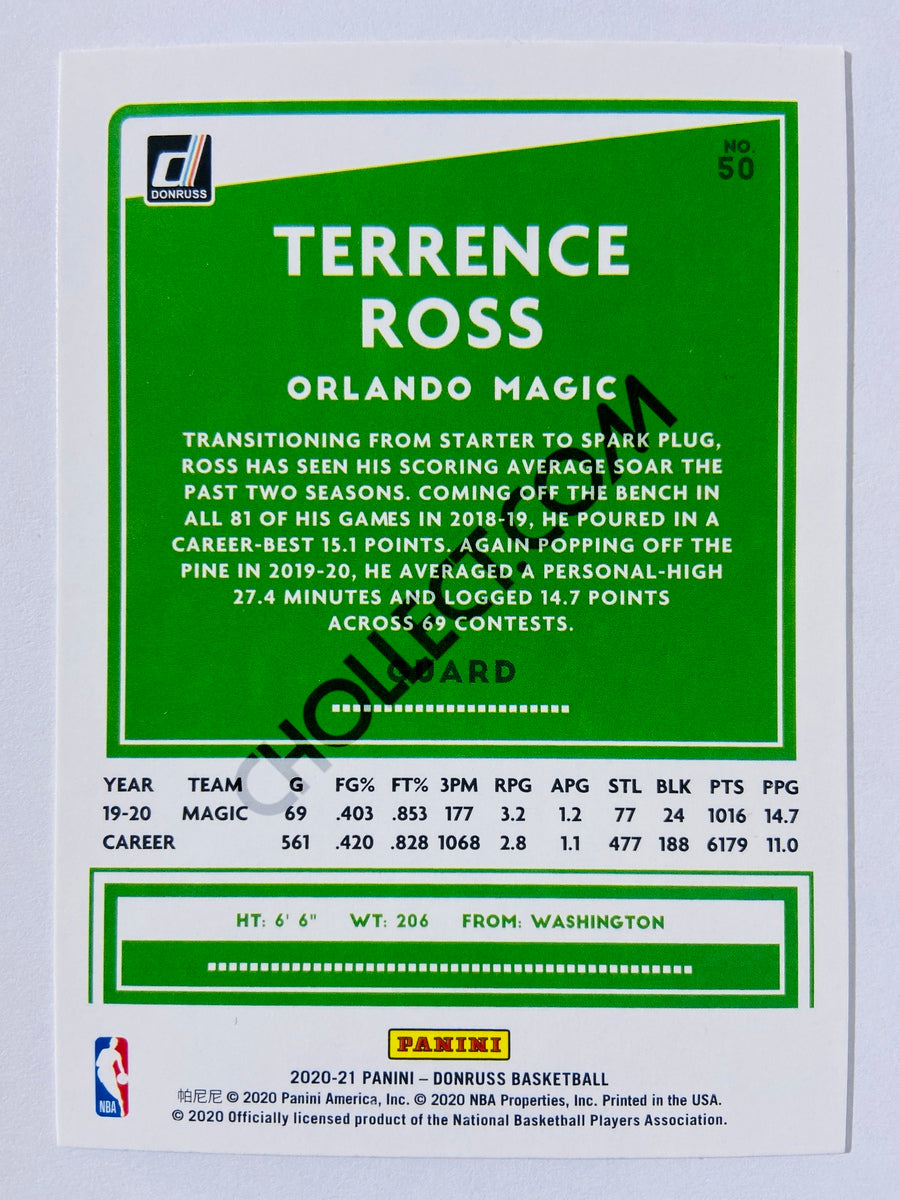 DONRUSS
NO.
50
TERRENCE
ROSS
ORLANDO MAGIC
TRANSITIONING FROM STARTER TO SPARK PLUG,
ROSS HAS SEEN HIS SCORING AVERAGE SOAR THE
PAST TWO SEASONS. COMING OFF THE BENCH IN
ALL 81 OF HIS GAMES IN 2018-19, HE POURED IN A
CAREER-BEST 15.1 POINTS. AGAIN POPPING OFF THE
PINE IN 2019-20, HE AVERAGED A PERSONAL-HIGH
27.4 MINUTES AND LOGGED 14.7 POINTS
ACROSS 69 CONTESTS.
GUARD
CHOLLECT.COM
YEAR TEAM G FG% FT% 3PM RPG APG STL BLK PTS PPG
19-20 MAGIC 69 .403 .853 177 3.2 1.2 77 24 1016 14.7
CAREER 561 .420 .828 1068 2.8 1.1 477 188 6179 11.0
HT: 6' 6" WT: 206 FROM: WASHINGTON
PANINI
NBA
2020-21 PANINI – DONRUSS BASKETBALL
帕尼尼 © 2020 Panini America, Inc. © 2020 NBA Properties, Inc. Printed in the USA.
© 2020 Officially licensed product of the National Basketball Players Association.